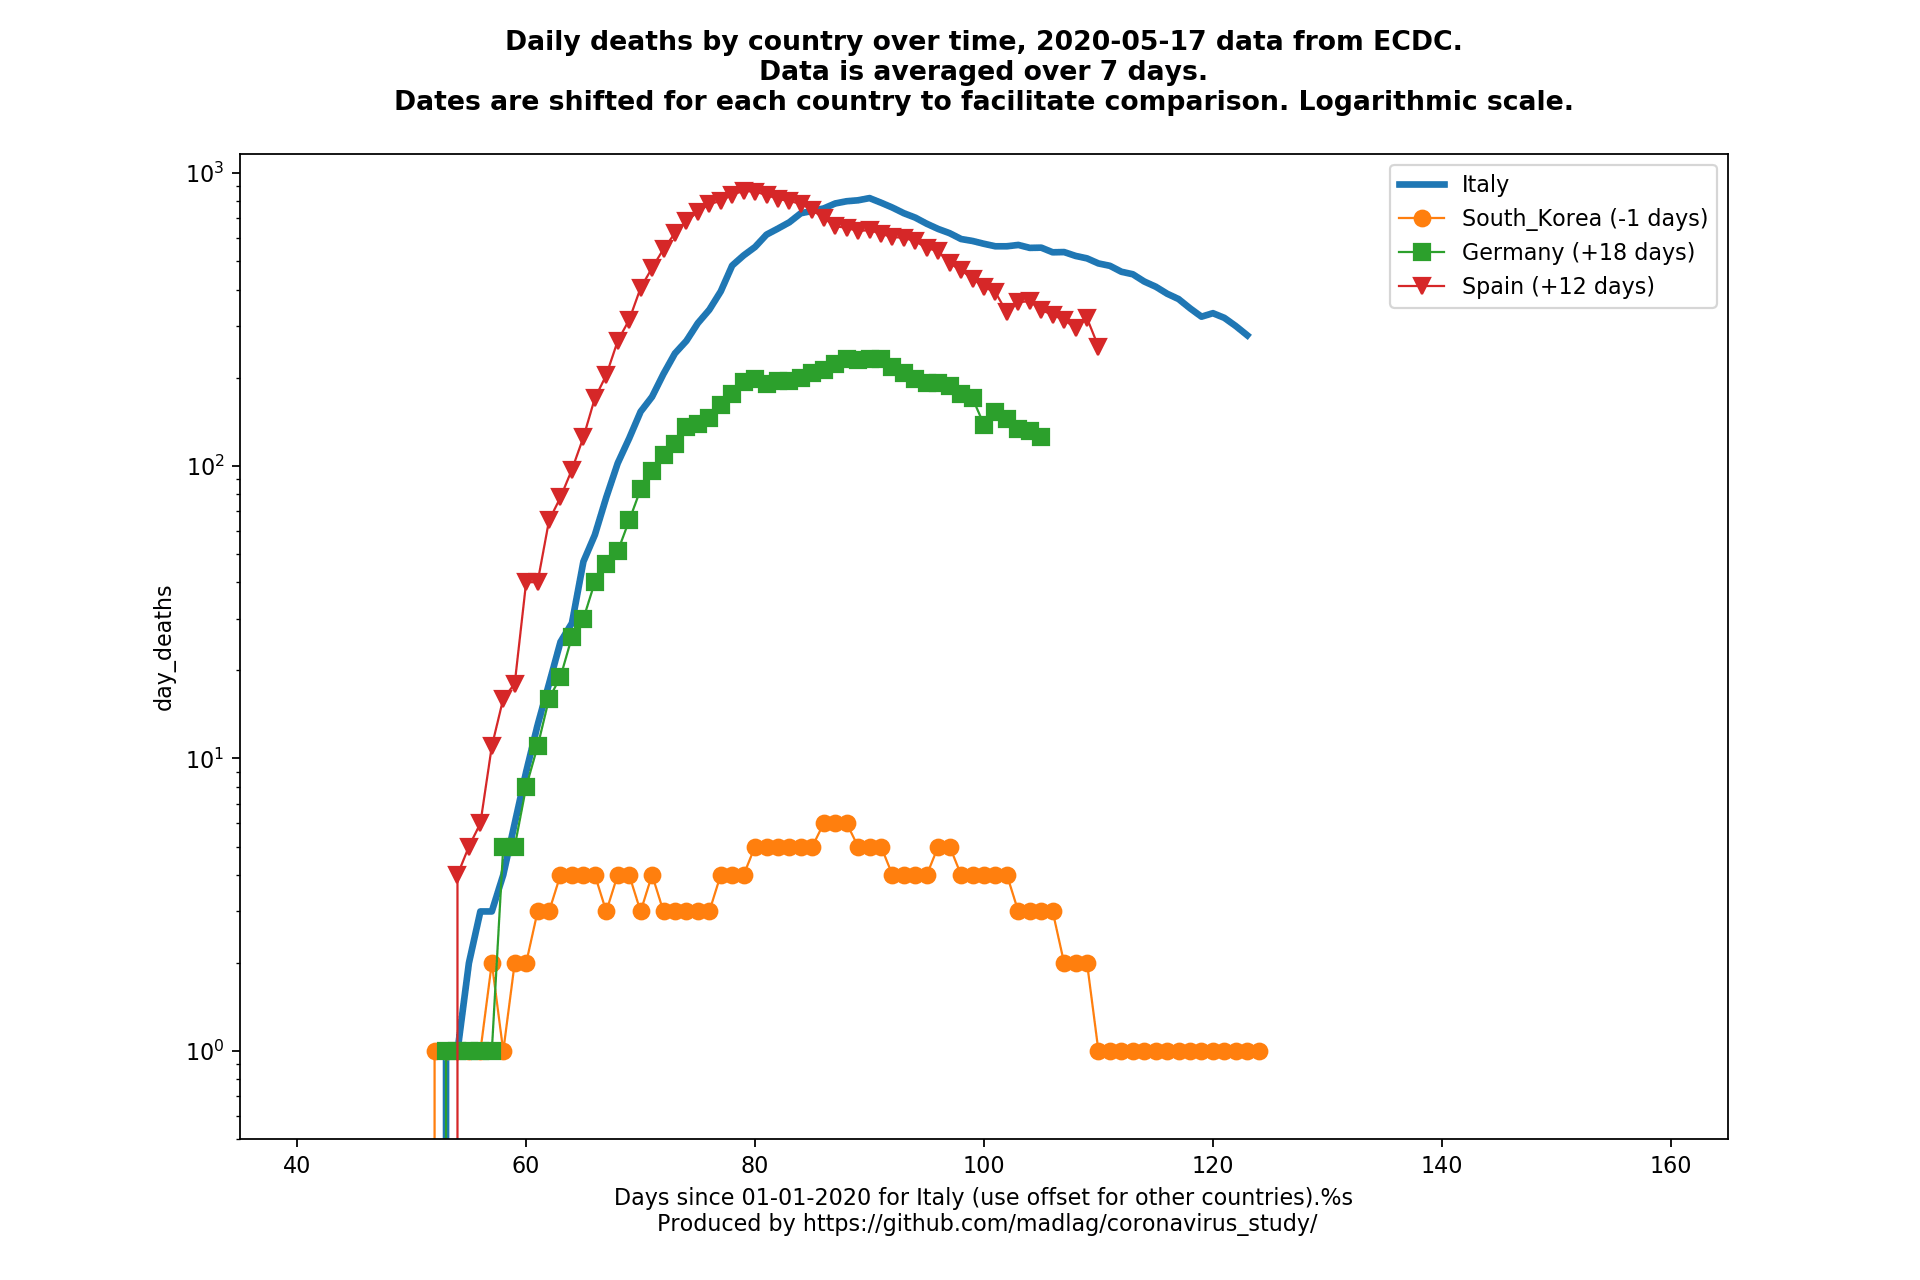 Daily deaths by country over time, 2020-05-17 data from ECDC.
Data is averaged over 7 days.
Dates are shifted for each country to facilitate comparison. Logarithmic scale.
10³
10²
10¹
10⁰
day_deaths
Italy
South_Korea (-1 days)
Germany (+18 days)
Spain (+12 days)
40 60 80 100 120 140 160
Days since 01-01-2020 for Italy (use offset for other countries).%s
Produced by https://github.com/madlag/coronavirus_study/